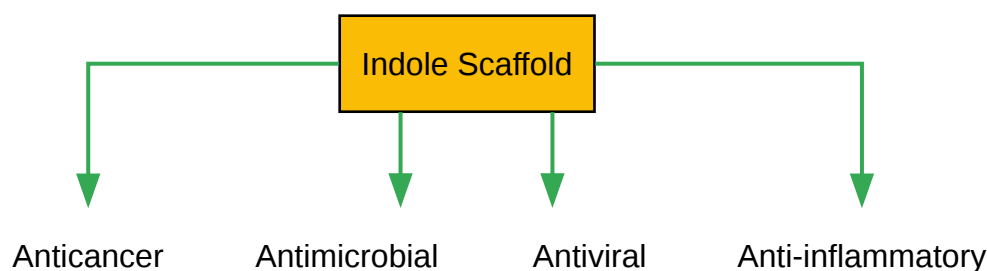 Indole Scaffold
Anticancer
Antimicrobial
Antiviral
Anti-inflammatory